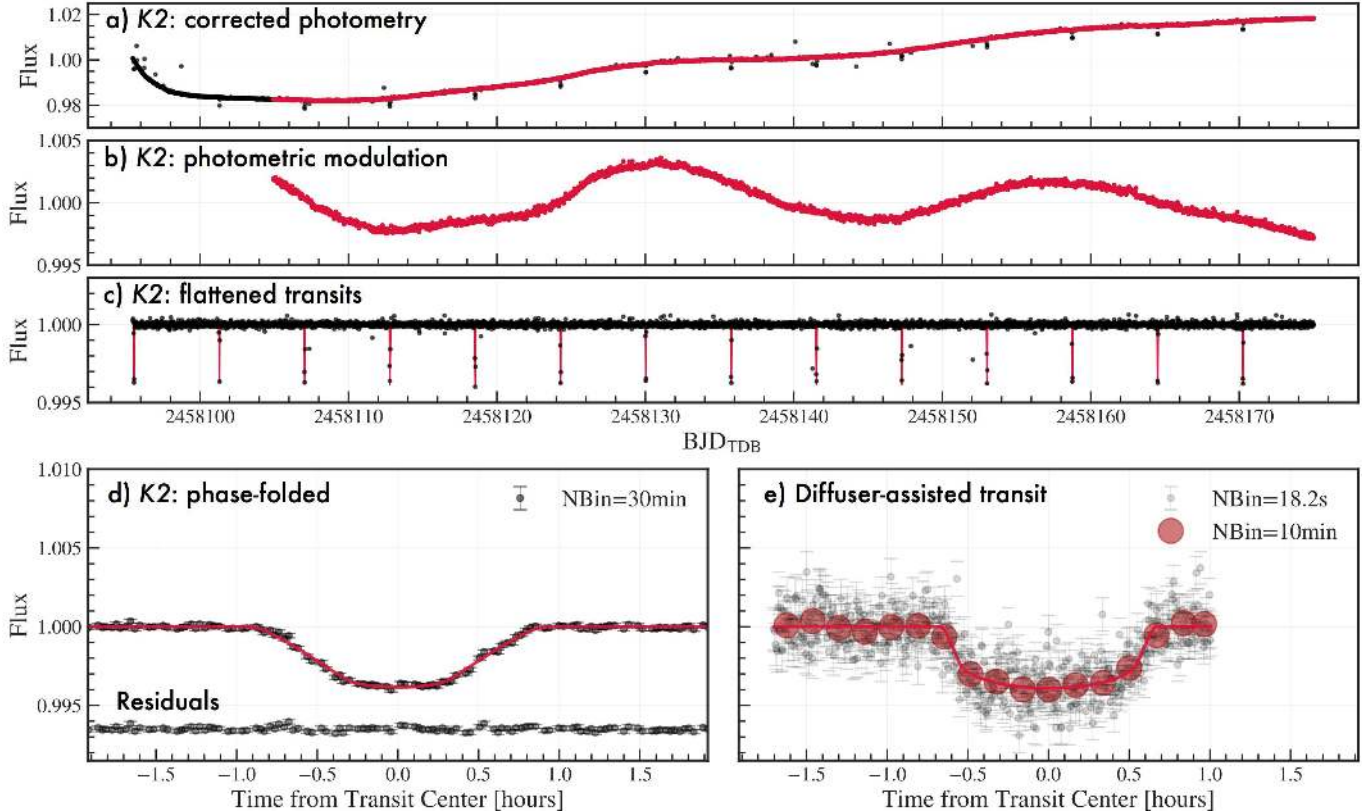 a) K2: corrected photometry
1.02
1.00
0.98
Flux
b) K2: photometric modulation
1.005
1.000
0.995
Flux
c) K2: flattened transits
1.000
0.995
Flux
2458100 2458110 2458120 2458130 2458140 2458150 2458160 2458170
BJD_TDB
d) K2: phase-folded
NBin=30min
1.010
1.005
1.000
0.995
Flux
Residuals
−1.5 −1.0 −0.5 0.0 0.5 1.0 1.5
Time from Transit Center [hours]
e) Diffuser-assisted transit
NBin=18.2s
NBin=10min
−1.5 −1.0 −0.5 0.0 0.5 1.0 1.5
Time from Transit Center [hours]